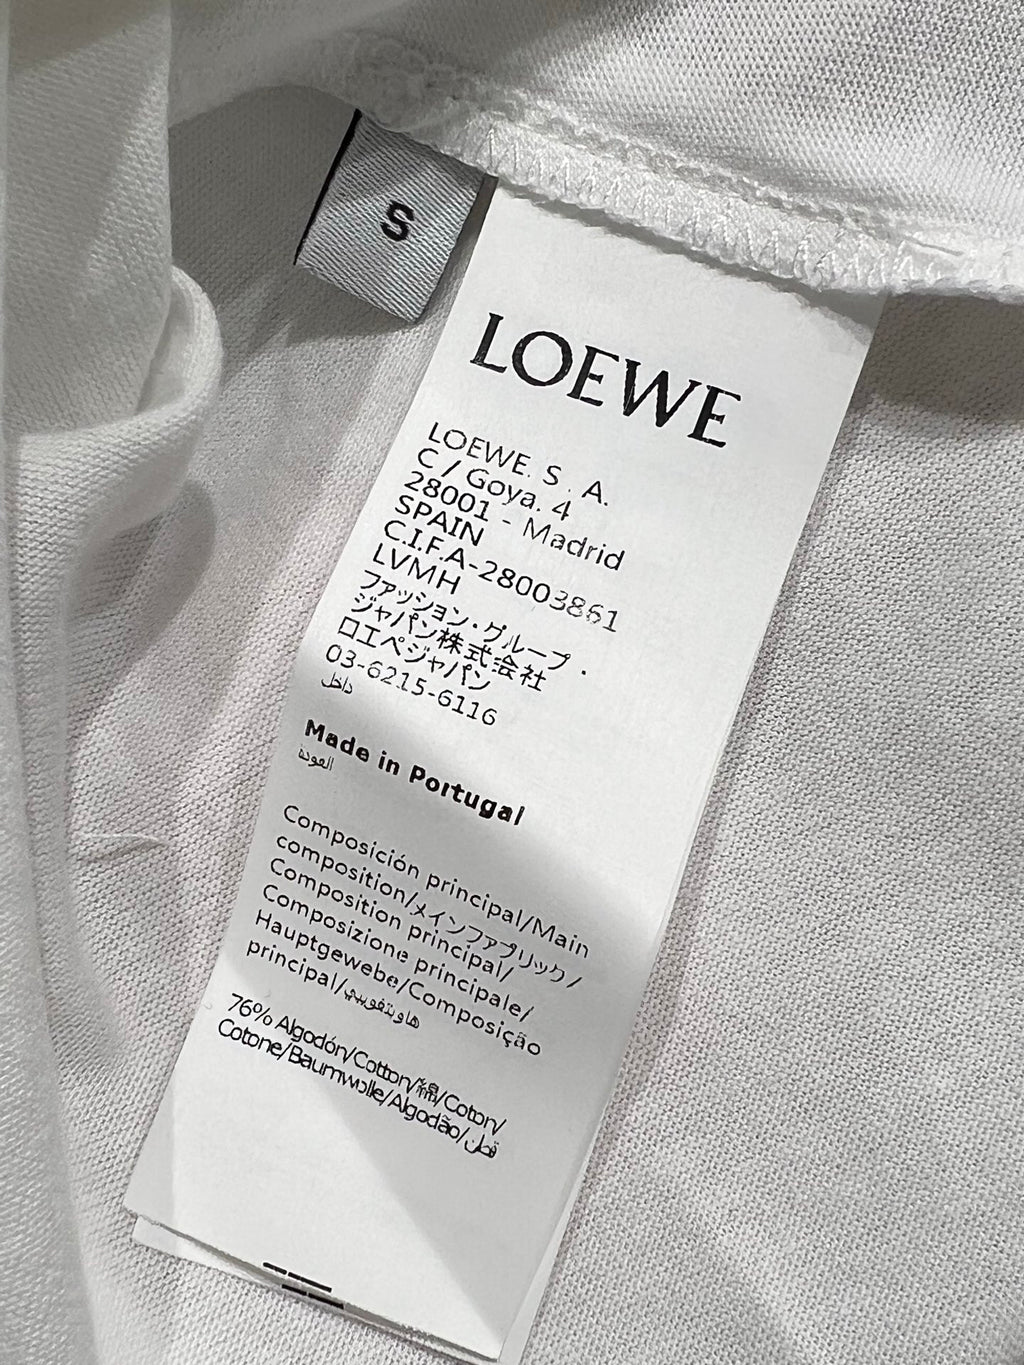 S
LOEWE
LOEWE. S . A.
C / Goya. 4
28001 - Madrid
SPAIN
C.I.F.A-28003861
LVMH
ファッション・グループ・
ジャパン株式会社
ロエベジャパン
03-6215-6116
داخل
Made in Portugal
العودة
Composición principal/Main
composition/メインファブリック/
Composition principal/
Composizione principale/
Hauptgewebe/Composição
principal/
76% Algodón/Cotton/綿/Coton/
Cotone/Baumwolle/Algodão/قطن